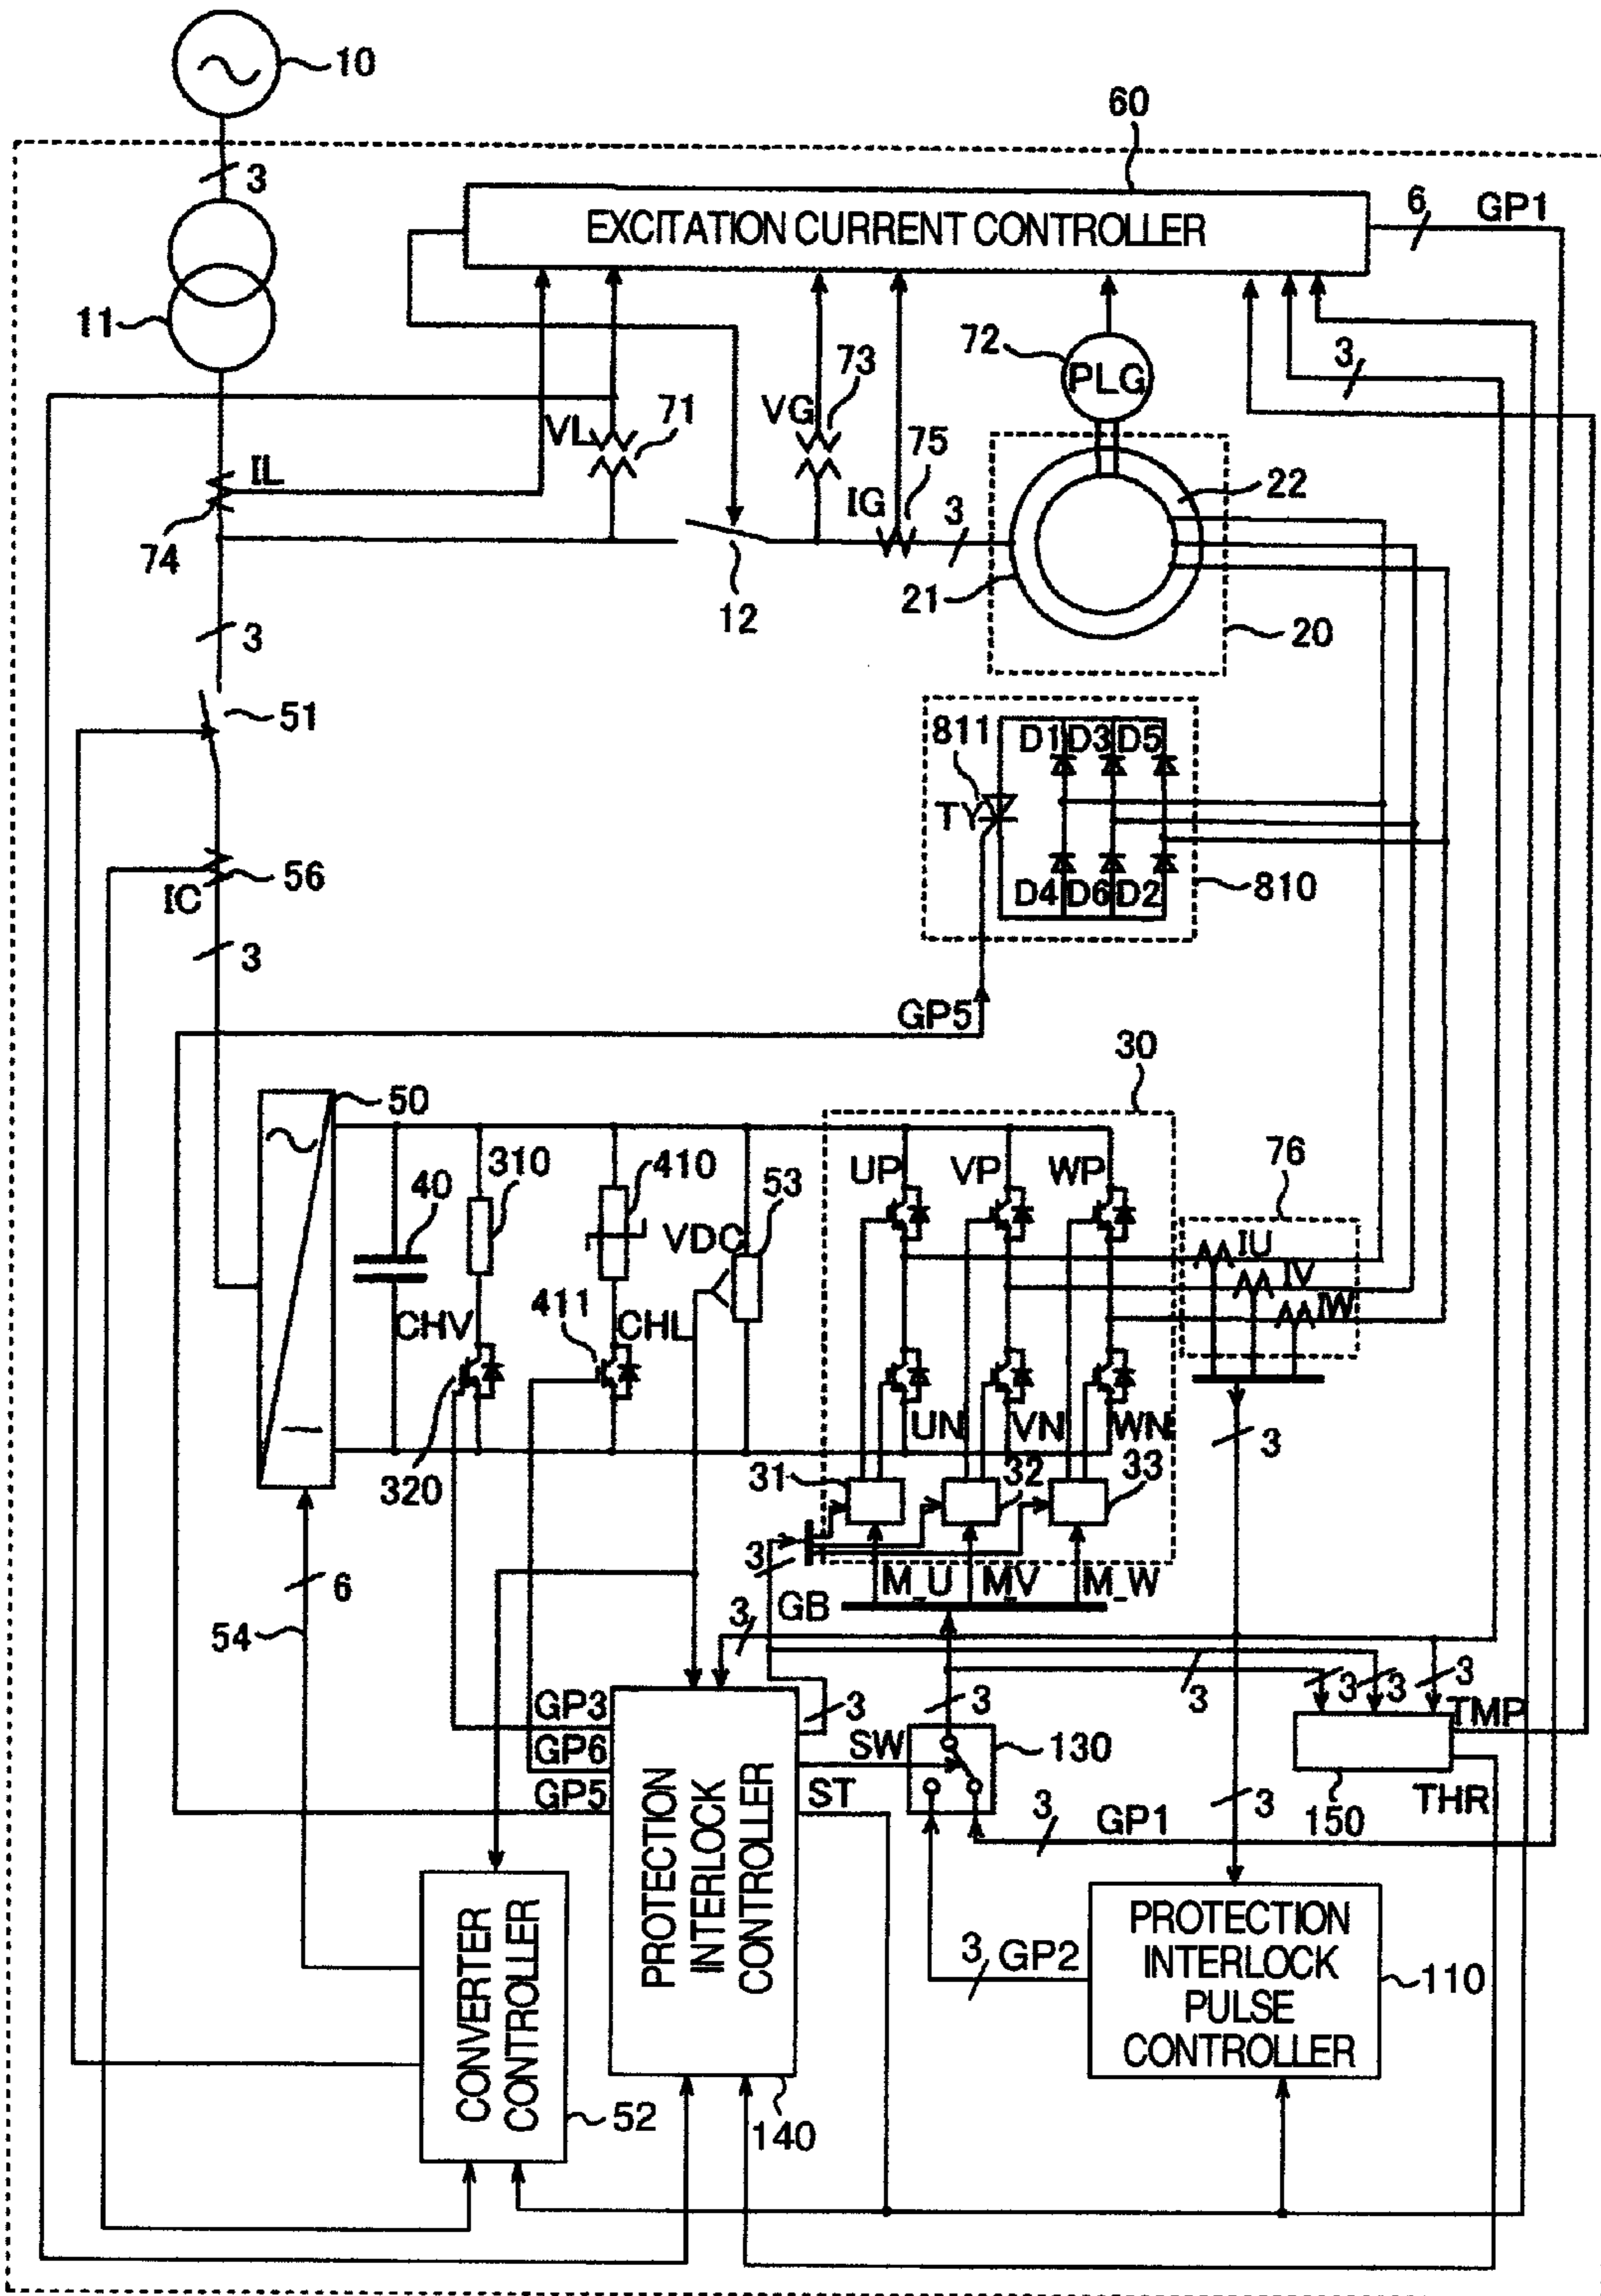 10
3
60
EXCITATION CURRENT CONTROLLER
6
GP1
11
72
PLG
3
VL
71
VG
73
75
IL
74
IG
3
22
12
21
20
3
51
811
D1
D3
D5
TY
D4
D6
D2
810
IC
56
3
GP5
30
50
310
410
53
40
VDC
UP
VP
WP
76
IU
IV
IW
CHV
411
CHL
320
UN
VN
WN
3
31
32
33
6
54
3
GB
M_U
MV
M_W
3
3
3
3
3
GP3
GP6
GP5
3
3
SW
ST
130
TMP
150
THR
3
3
GP1
PROTECTION
INTERLOCK
CONTROLLER
140
CONVERTER
CONTROLLER
52
3
GP2
PROTECTION
INTERLOCK
PULSE
CONTROLLER
110